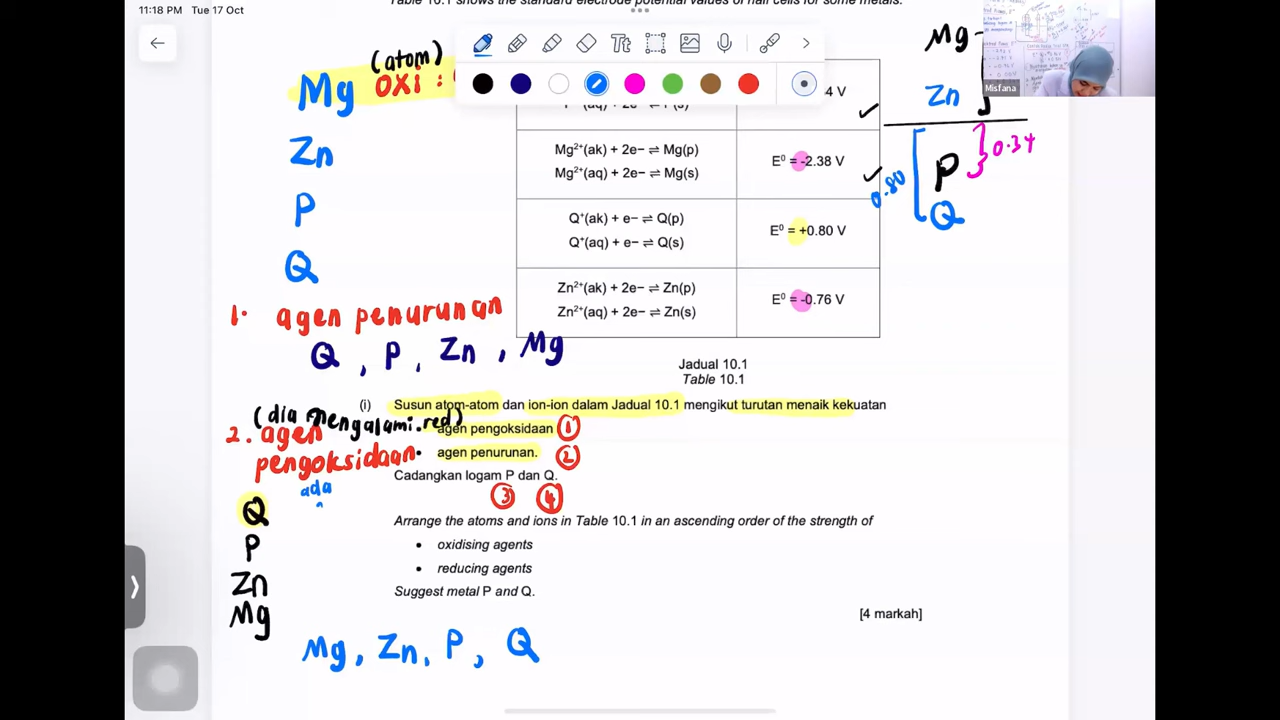 11:18 PM Tue 17 Oct
Table 10.1 shows the standard electrode potential values of half cells for some metals.
Misfana
Mg
Zn
P
Q
0.34
0.80
(atom)
Mg OXI :
Zn
P
Q
4 V
Mg²⁺(ak) + 2e− ⇌ Mg(p)
Mg²⁺(aq) + 2e− ⇌ Mg(s)
E⁰ = -2.38 V
Q⁺(ak) + e− ⇌ Q(p)
Q⁺(aq) + e− ⇌ Q(s)
E⁰ = +0.80 V
Zn²⁺(ak) + 2e− ⇌ Zn(p)
Zn²⁺(aq) + 2e− ⇌ Zn(s)
E⁰ = -0.76 V
1. agen penurunan
Q, P, Zn, Mg
Jadual 10.1
Table 10.1
(i) Susun atom-atom dan ion-ion dalam Jadual 10.1 mengikut turutan menaik kekuatan
(dia mengalami red)
agen pengoksidaan 1
2. agen pengoksidaan
• agen penurunan. 2
Cadangkan logam P dan Q.
3 4
ada
Q
P
Zn
Mg
Arrange the atoms and ions in Table 10.1 in an ascending order of the strength of
• oxidising agents
• reducing agents
Suggest metal P and Q.
[4 markah]
Mg, Zn, P, Q